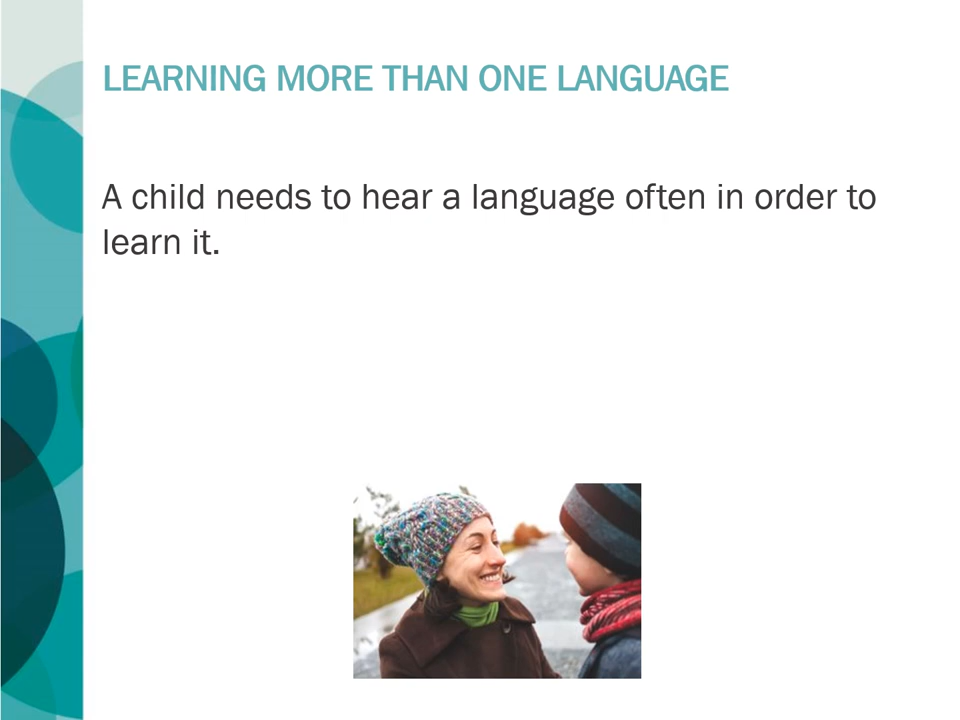 LEARNING MORE THAN ONE LANGUAGE
A child needs to hear a language often in order to
learn it.